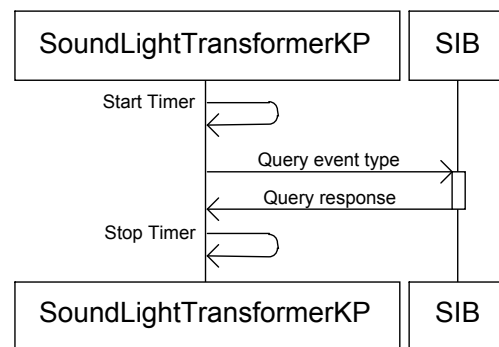 SoundLightTransformerKP SIB
Start Timer
Query event type
Query response
Stop Timer
SoundLightTransformerKP SIB